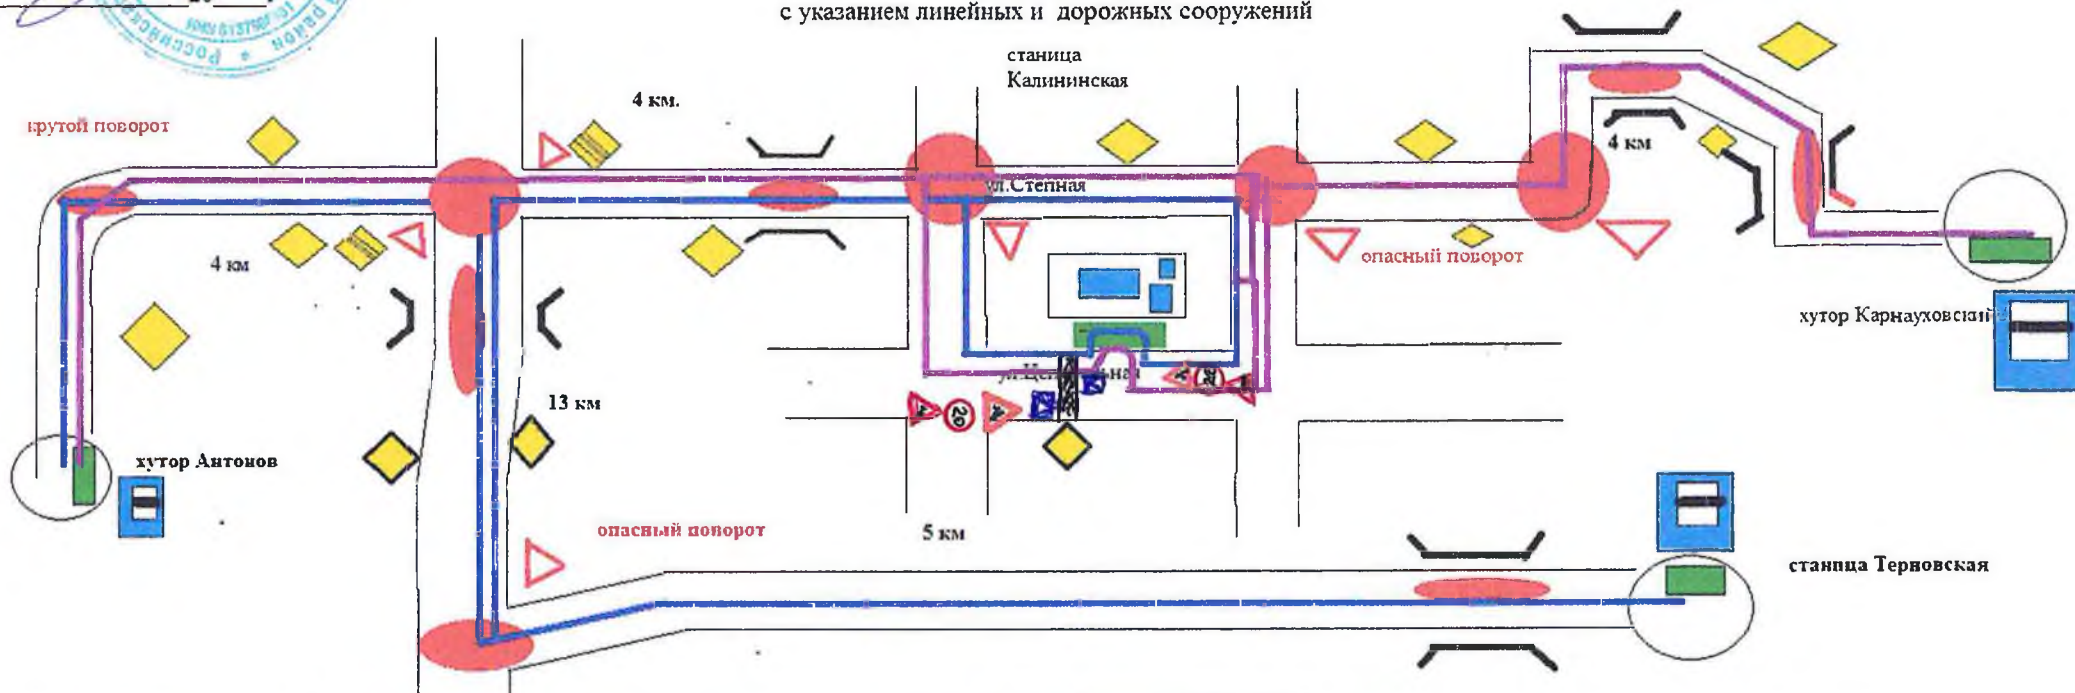 с указанием линейных и дорожных сооружений
станица
Калининская
4 км.
крутой поворот
4 км
ул.Степная
4 км
опасный поворот
хутор Карнауховский
13 км
20
хутор Антонов
опасный поворот
5 км
станица Терновская